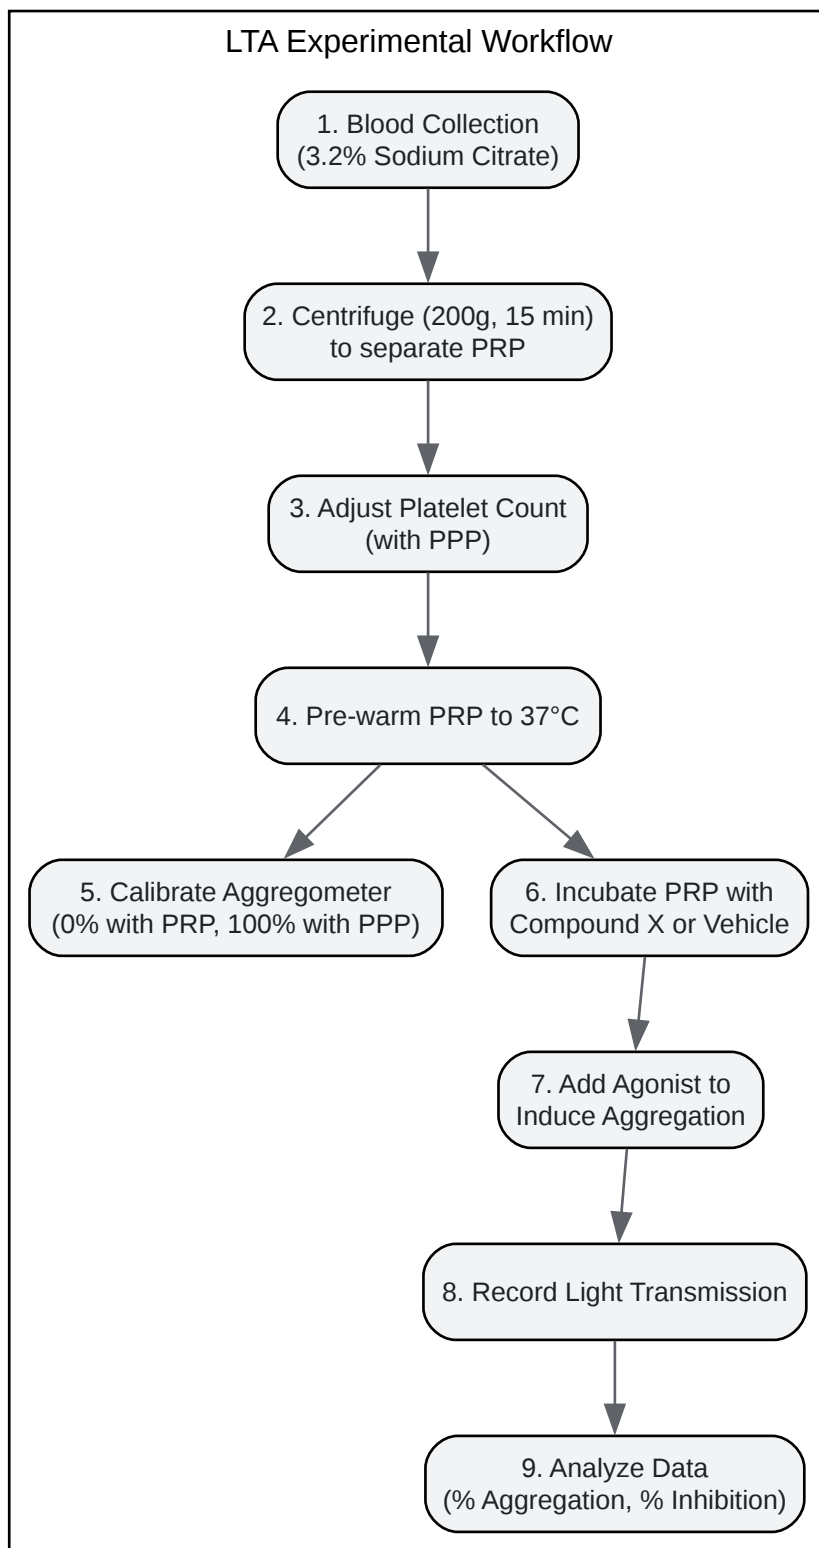 LTA Experimental Workflow
1. Blood Collection
(3.2% Sodium Citrate)
2. Centrifuge (200g, 15 min)
to separate PRP
3. Adjust Platelet Count
(with PPP)
4. Pre-warm PRP to 37°C
5. Calibrate Aggregometer
(0% with PRP, 100% with PPP)
6. Incubate PRP with
Compound X or Vehicle
7. Add Agonist to
Induce Aggregation
8. Record Light Transmission
9. Analyze Data
(% Aggregation, % Inhibition)